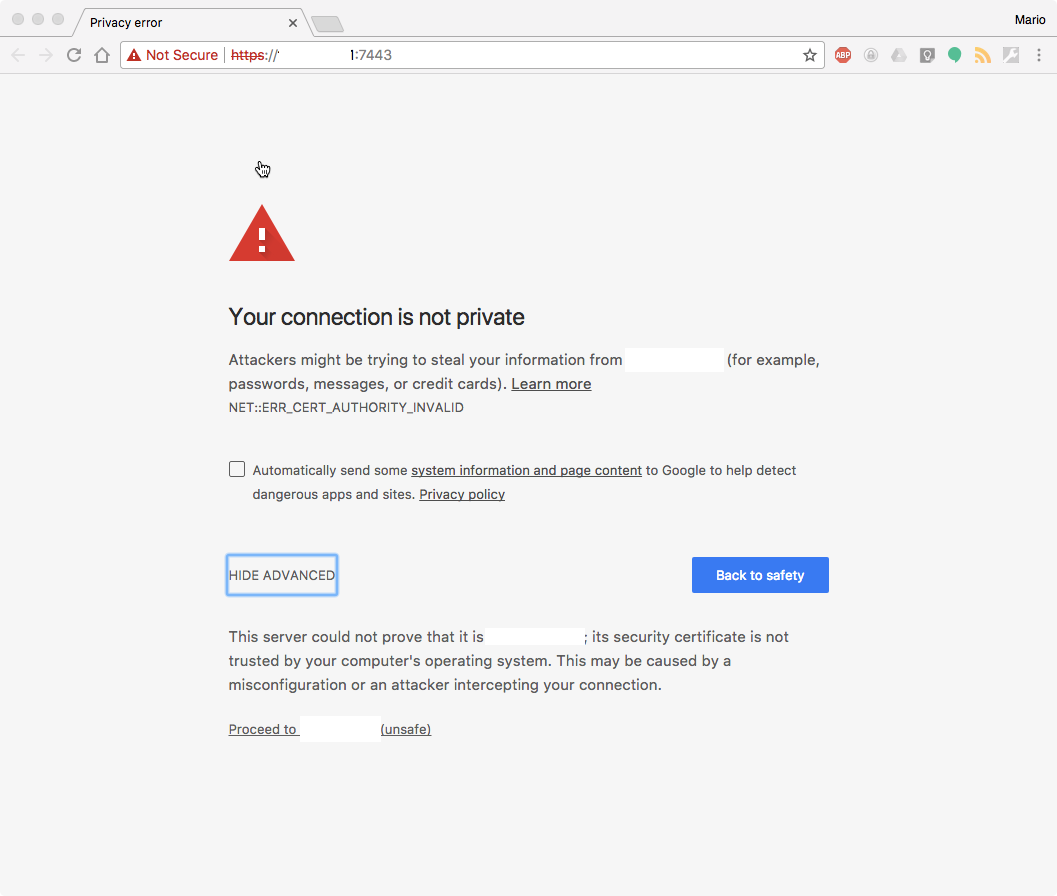 Privacy error
Mario
Not Secure https:// 1:7443
ABP
Your connection is not private
Attackers might be trying to steal your information from (for example,
passwords, messages, or credit cards). Learn more
NET::ERR_CERT_AUTHORITY_INVALID
Automatically send some system information and page content to Google to help detect
dangerous apps and sites. Privacy policy
HIDE ADVANCED
Back to safety
This server could not prove that it is ; its security certificate is not
trusted by your computer's operating system. This may be caused by a
misconfiguration or an attacker intercepting your connection.
Proceed to (unsafe)